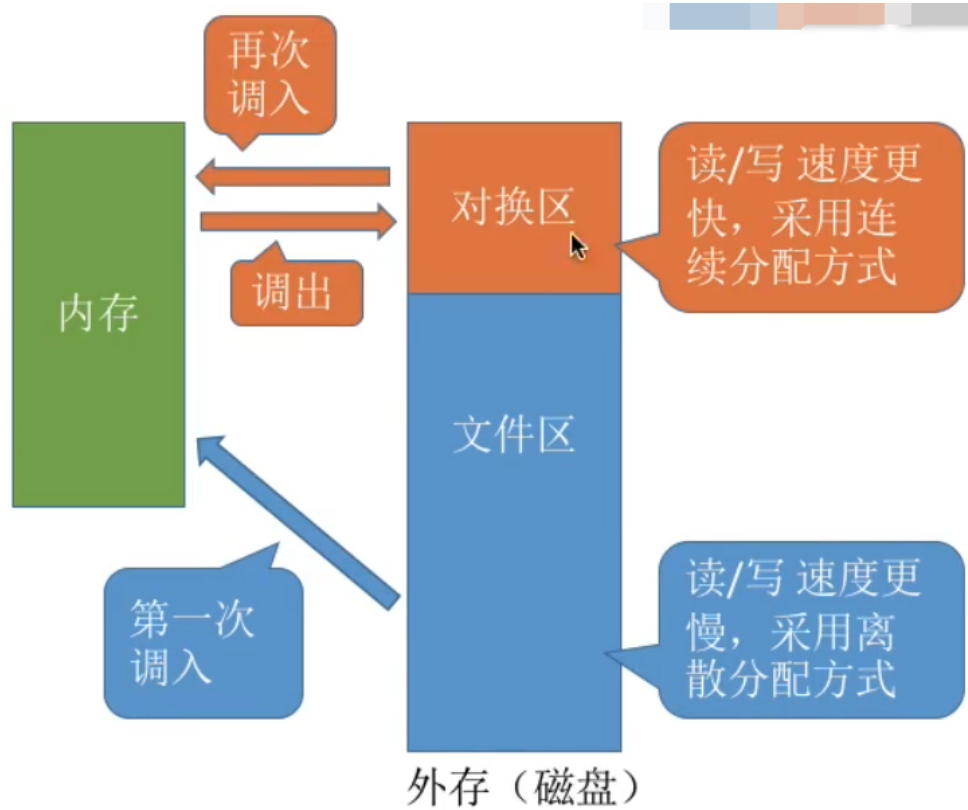 再次
调入
对换区
读/写 速度更
快，采用连
续分配方式
调出
内存
文件区
第一次
调入
读/写 速度更
慢，采用离
散分配方式
外存（磁盘）